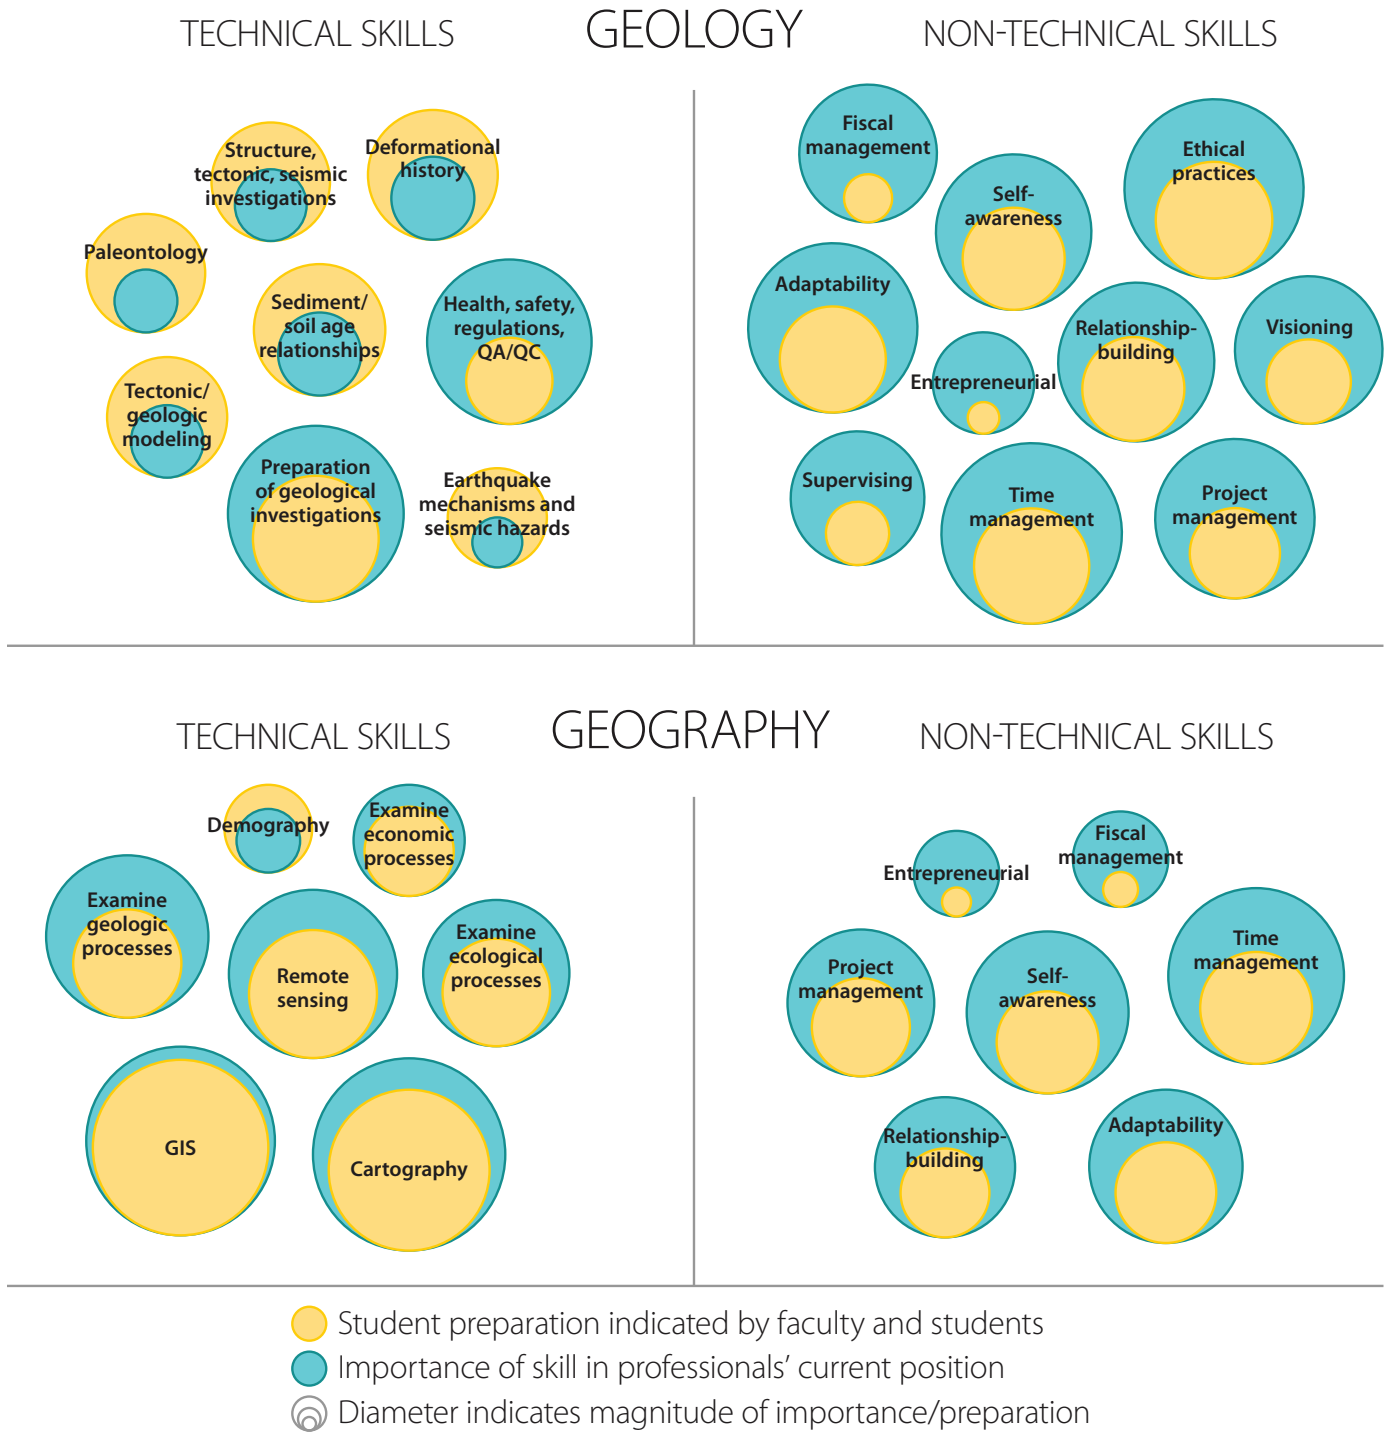 TECHNICAL SKILLS
GEOLOGY
NON-TECHNICAL SKILLS
Structure,
tectonic, seismic
investigations
Deformational
history
Paleontology
Sediment/
soil age
relationships
Health, safety,
regulations,
QA/QC
Tectonic/
geologic
modeling
Preparation
of geological
investigations
Earthquake
mechanisms and
seismic hazards
Fiscal
management
Self-
awareness
Ethical
practices
Adaptability
Relationship-
building
Visioning
Entrepreneurial
Supervising
Time
management
Project
management
TECHNICAL SKILLS
GEOGRAPHY
NON-TECHNICAL SKILLS
Demography
Examine
economic
processes
Examine
geologic
processes
Remote
sensing
Examine
ecological
processes
GIS
Cartography
Entrepreneurial
Fiscal
management
Project
management
Self-
awareness
Time
management
Relationship-
building
Adaptability
Student preparation indicated by faculty and students
Importance of skill in professionals’ current position
Diameter indicates magnitude of importance/preparation